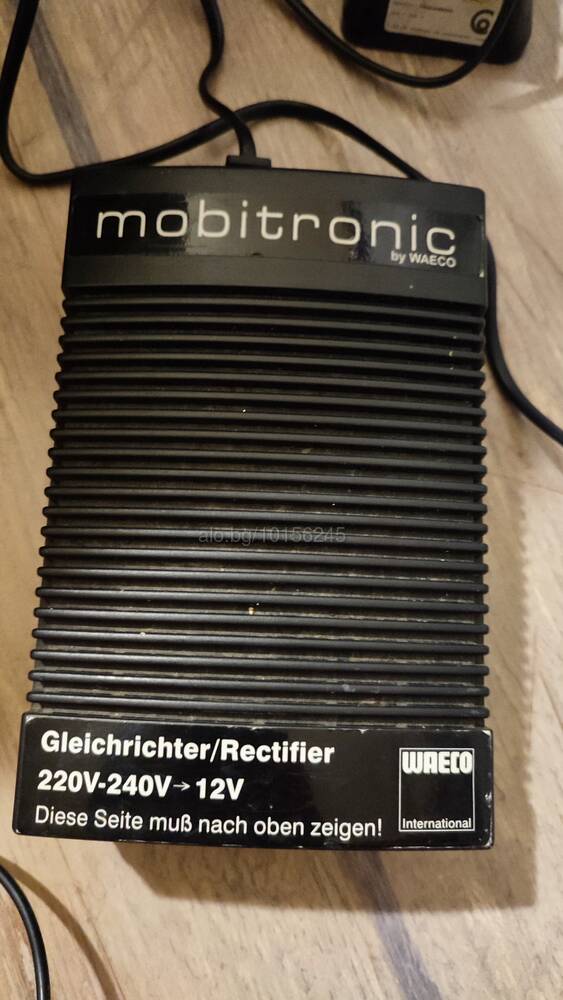 mobitronic
by WAECO
alo.bg/10156245
Gleichrichter/Rectifier
220V-240V→12V
Diese Seite muß nach oben zeigen!
WAECO
International